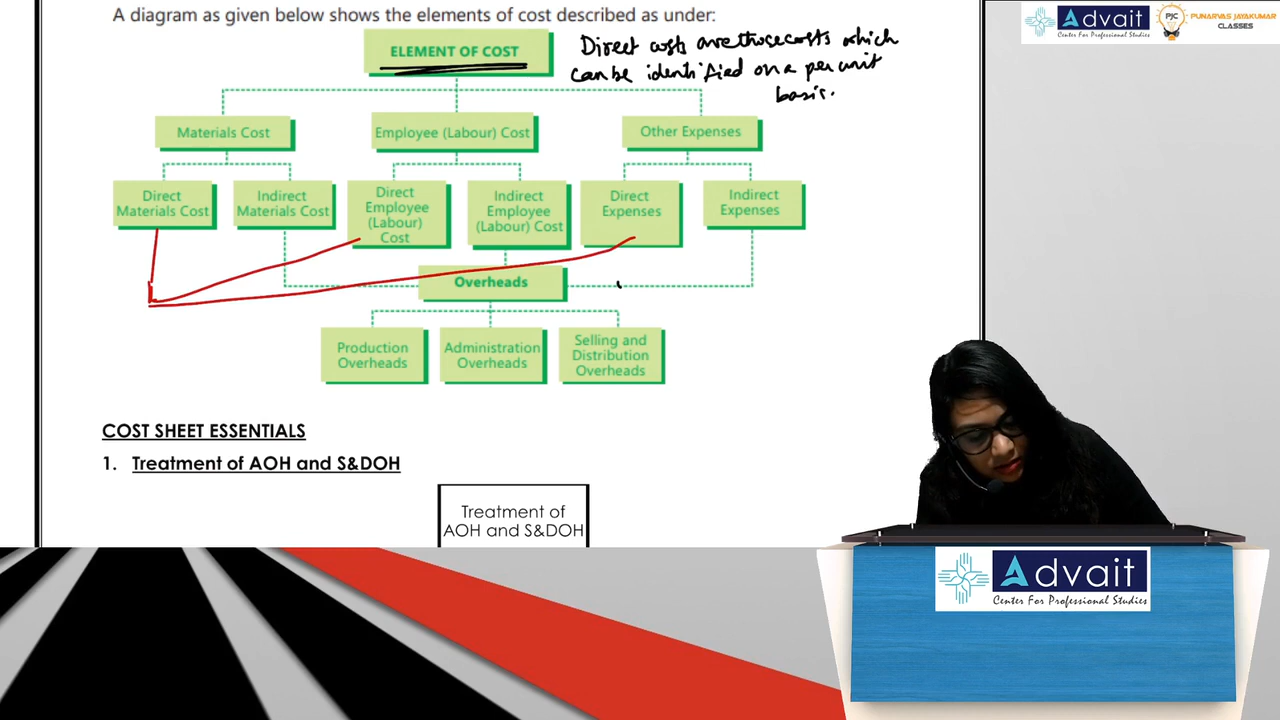 A diagram as given below shows the elements of cost described as under:
Advait
Center For Professional Studies
PJC
PUNARVAS JAYAKUMAR
CLASSES
ELEMENT OF COST
Direct costs are those costs which
can be identified on a per unit
basis.
Materials Cost
Employee (Labour) Cost
Other Expenses
Direct
Materials Cost
Indirect
Materials Cost
Direct
Employee
(Labour)
Cost
Indirect
Employee
(Labour) Cost
Direct
Expenses
Indirect
Expenses
Overheads
Production
Overheads
Administration
Overheads
Selling and
Distribution
Overheads
COST SHEET ESSENTIALS
1. Treatment of AOH and S&DOH
Treatment of
AOH and S&DOH
Advait
Center For Professional Studies